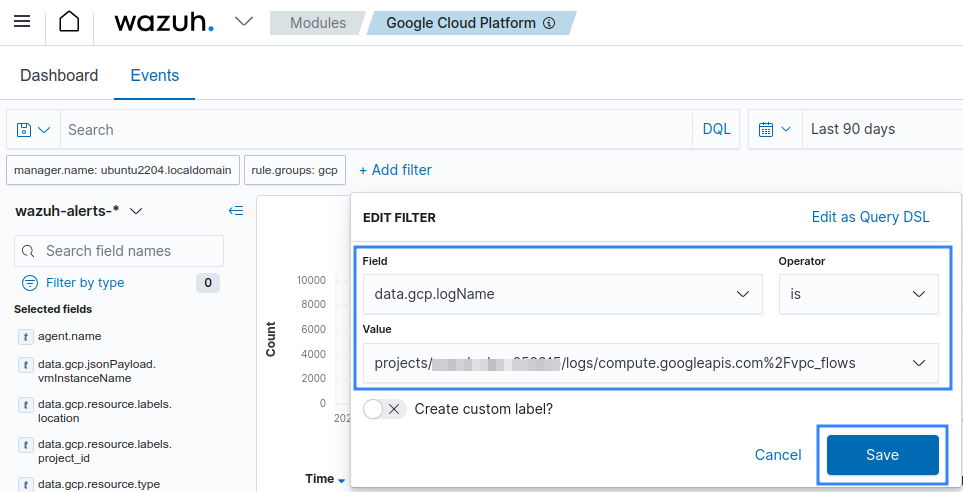 wazuh. Modules Google Cloud Platform
Dashboard Events
Search DQL Last 90 days
manager.name: ubuntu2204.localdomain rule.groups: gcp + Add filter
wazuh-alerts-*
Search field names
Filter by type 0
Selected fields
t agent.name
t data.gcp.jsonPayload.
vmInstanceName
t data.gcp.resource.labels.
location
t data.gcp.resource.labels.
project_id
t data.gcp.resource.type
Count
10000
8000
6000
4000
2000
0
Time
EDIT FILTER Edit as Query DSL
Field Operator
data.gcp.logName is
Value
projects/ /logs/compute.googleapis.com%2Fvpc_flows
Create custom label?
Cancel Save